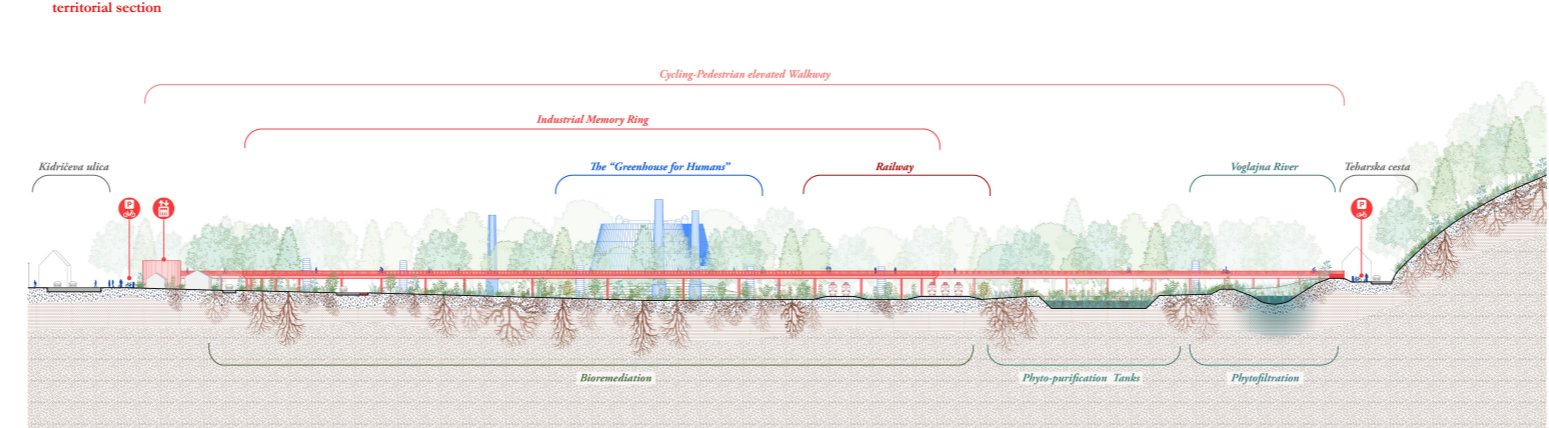 territorial section
Cycling-Pedestrian elevated Walkway
Industrial Memory Ring
Kidričeva ulica
The “Greenhouse for Humans”
Railway
Voglajna River
Teharska cesta
P
P
Bioremediation
Phyto-purification Tanks
Phytofiltration